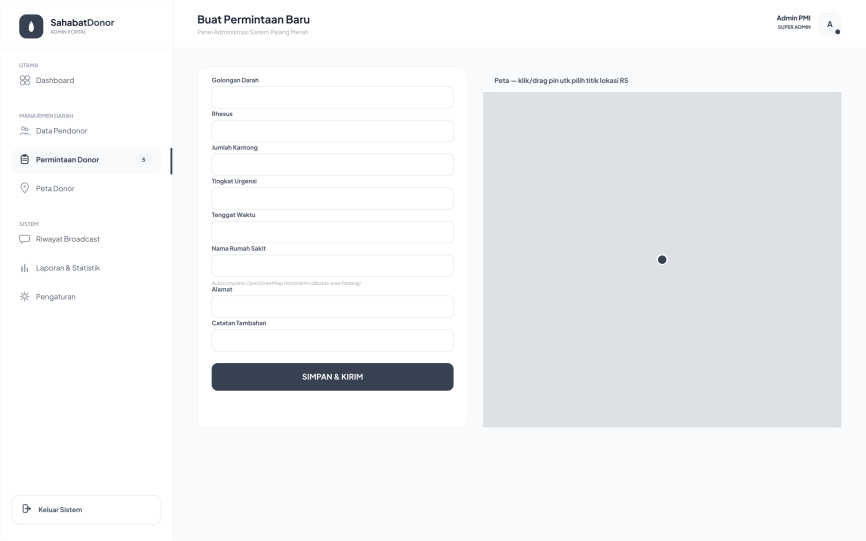 SahabatDonor
ADMIN PORTAL
UTAMA
Dashboard
MANAJEMEN DARAH
Data Pendonor
Permintaan Donor
5
Peta Donor
SISTEM
Riwayat Broadcast
Laporan & Statistik
Pengaturan
Keluar Sistem
Buat Permintaan Baru
Panel Administrasi Sistem Palang Merah
Admin PMI
SUPER ADMIN
A
Golongan Darah
Rhesus
Jumlah Kantong
Tingkat Urgensi
Tenggat Waktu
Nama Rumah Sakit
Autocomplete OpenStreetMap Nominatim (dibatasi area Padang)
Alamat
Catatan Tambahan
SIMPAN & KIRIM
Peta — klik/drag pin utk pilih titik lokasi RS